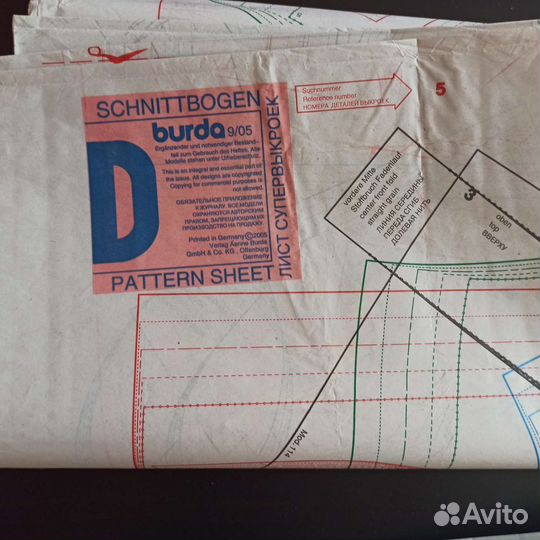 SCHNITTBOGEN
burda 9/05
Ergänzender und notwendiger Bestand-
teil zum Gebrauch des Heftes. Alle
Modelle stehen unter Urheberschutz.
This is an integral and essential part of
the issue. All designs are copyrighted
Copying for commercial purposes is
not allowed.
ОБЯЗАТЕЛЬНОЕ ПРИЛОЖЕНИЕ
К ЖУРНАЛУ. ВСЕ МОДЕЛИ
ОХРАНЯЮТСЯ АВТОРСКИМ
ПРАВОМ, ЗАПРЕЩАЮЩИМ ИХ
ПРОИЗВОДСТВО НА ПРОДАЖУ.
Printed in Germany ©2005
Verlag Aenne Burda
GmbH & Co. KG , Offenburg
Germany
D
PATTERN SHEET
ЛИСТ СУПЕРВЫКРОЕК
Suchnummer
Reference number
НОМЕРА ДЕТАЛЕЙ ВЫКРОЕК
5
vordere Mitte
Stoffbruch Fadenlauf
center front fold
straight grain
ЛИНИЯ СЕРЕДИНЫ
ПЕРЕДА СГИБ
ДОЛЕВАЯ НИТЬ
3
oben
top
ВВЕРХУ
Mod.114
Avito